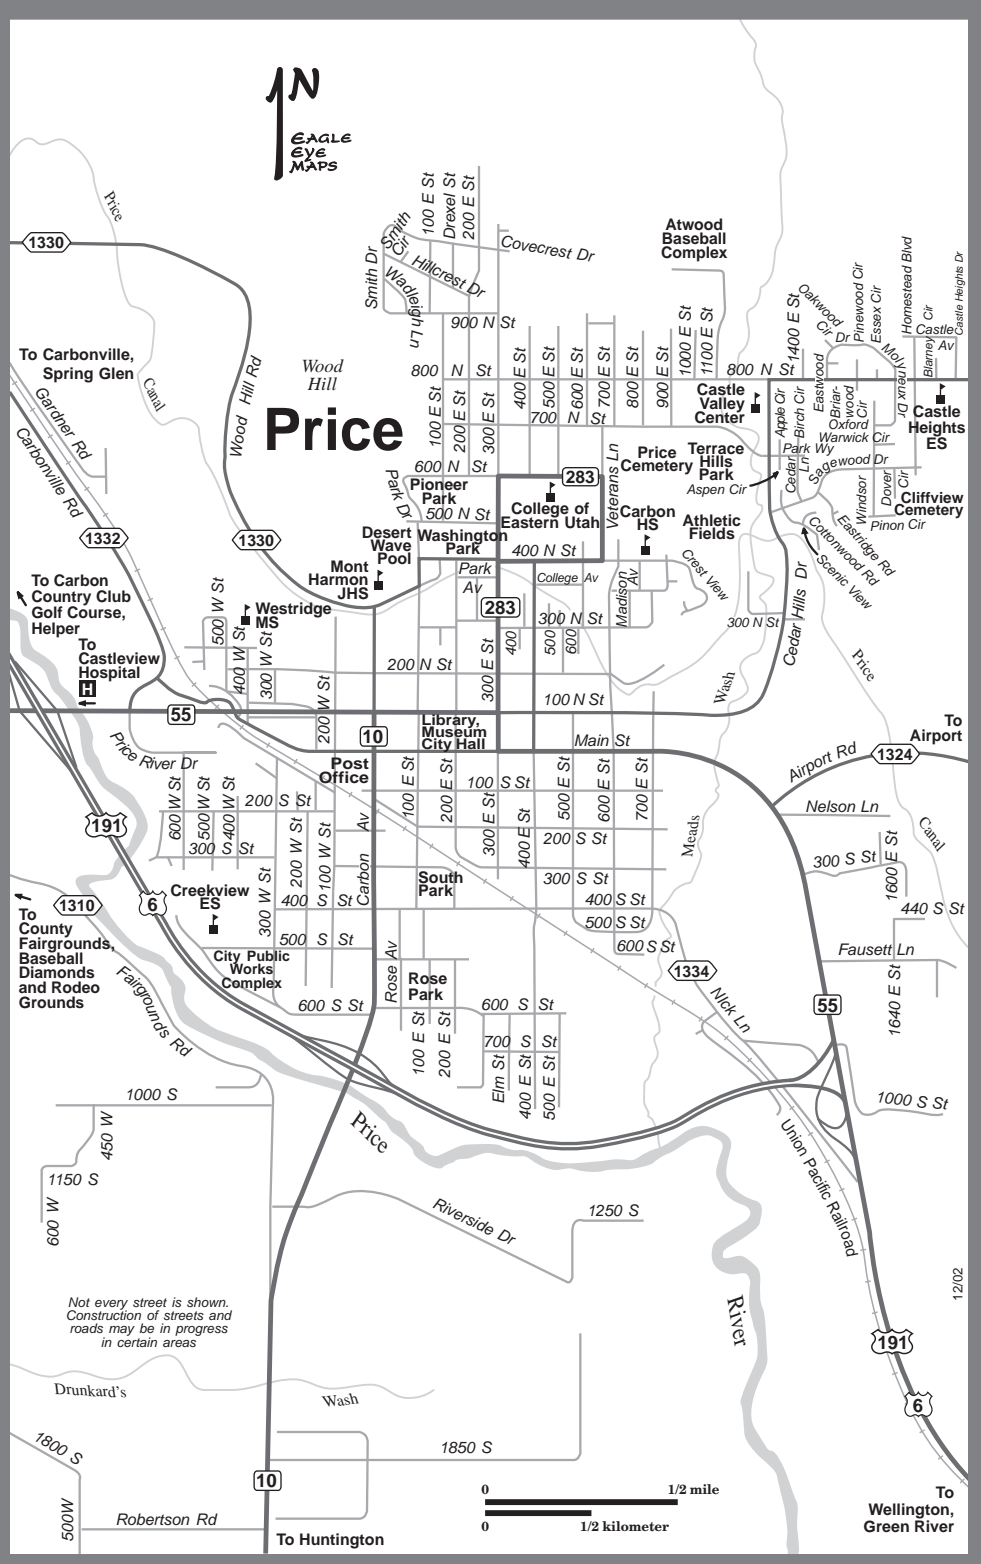 N
EAGLE
EYE
MAPS
Price
Canal
1330
Smith
Cir
100 E St
Drexel St
200 E St
Covecrest Dr
Smith Dr
Hillcrest Dr
Wadleigh Ln
900 N St
Atwood
Baseball
Complex
1000 E St
1100 E St
1400 E St
Oakwood
Cir
Dr
Pinewood Cir
Essex Cir
Homestead Blvd
Castle Heights Dr
Blarney Cir
Castle
Av
Molyneux Dr
To Carbonville,
Spring Glen
Gardner Rd
Carbonville Rd
Wood Hill Rd
Wood
Hill
Price
800 N St
400 E St
500 E St
600 E St
700 E St
800 E St
900 E St
800 N St
100 E St
200 E St
300 E St
700 N St
Castle
Valley
Center
Apple Cir
Birch Cir
Eastwood
Briar-
wood
Oxford
Cir
Warwick Cir
Park Wy
Cedar
Ln
Sagewood Dr
Castle
Heights
ES
600 N St
Park Dr
Pioneer
Park
500 N St
283
Veterans Ln
Price
Cemetery
Terrace
Hills
Park
Aspen Cir
Windsor
Dover
Cir
Cliffview
Cemetery
Pinon Cir
College of
Eastern Utah
Carbon
HS
Athletic
Fields
Eastridge Rd
Cottonwood Rd
Scenic View
1332
1330
Desert
Wave
Pool
Washington
Park
400 N St
Mont
Harmon
JHS
Park
Av
College Av
Madison
Av
Crest View
To Carbon
Country Club
Golf Course,
Helper
To
Castleview
Hospital
H
500 W St
Westridge
MS
400 W St
300 W St
283
300 N St
400
500
600
300 N St
Cedar Hills Dr
Price
200 N St
300 E St
200 W St
100 N St
Wash
55
10
Library,
Museum
City Hall
Main St
To
Airport
1324
Airport Rd
Price River Dr
Post
Office
100 E St
200 E St
100 S St
500 E St
600 E St
700 E St
Nelson Ln
600 W St
500 W St
400 W St
200 S St
Av
300 E St
400 E St
191
300 S St
200 W St
100 W St
200 S St
Meads
Canal
300 S St
1600 E St
300 S St
South
Park
Creekview
ES
6
1310
300 W St
400 S St
Carbon
400 S St
440 S St
To
County
Fairgrounds,
Baseball
Diamonds
and Rodeo
Grounds
500 S St
500 S St
600 S St
Fausett Ln
City Public
Works
Complex
Rose Av
Rose
Park
1334
Nick Ln
Fairgrounds Rd
600 S St
600 S St
55
1640 E St
100 E St
200 E St
700 S St
Elm St
400 E St
500 E St
1000 S
450 W
1000 S St
Price
Union Pacific Railroad
1150 S
600 W
Riverside Dr
1250 S
12/02
Not every street is shown.
Construction of streets and
roads may be in progress
in certain areas
River
191
Drunkard's
Wash
6
1800 S
1850 S
10
500W
Robertson Rd
To Huntington
0
1/2 mile
0
1/2 kilometer
To
Wellington,
Green River